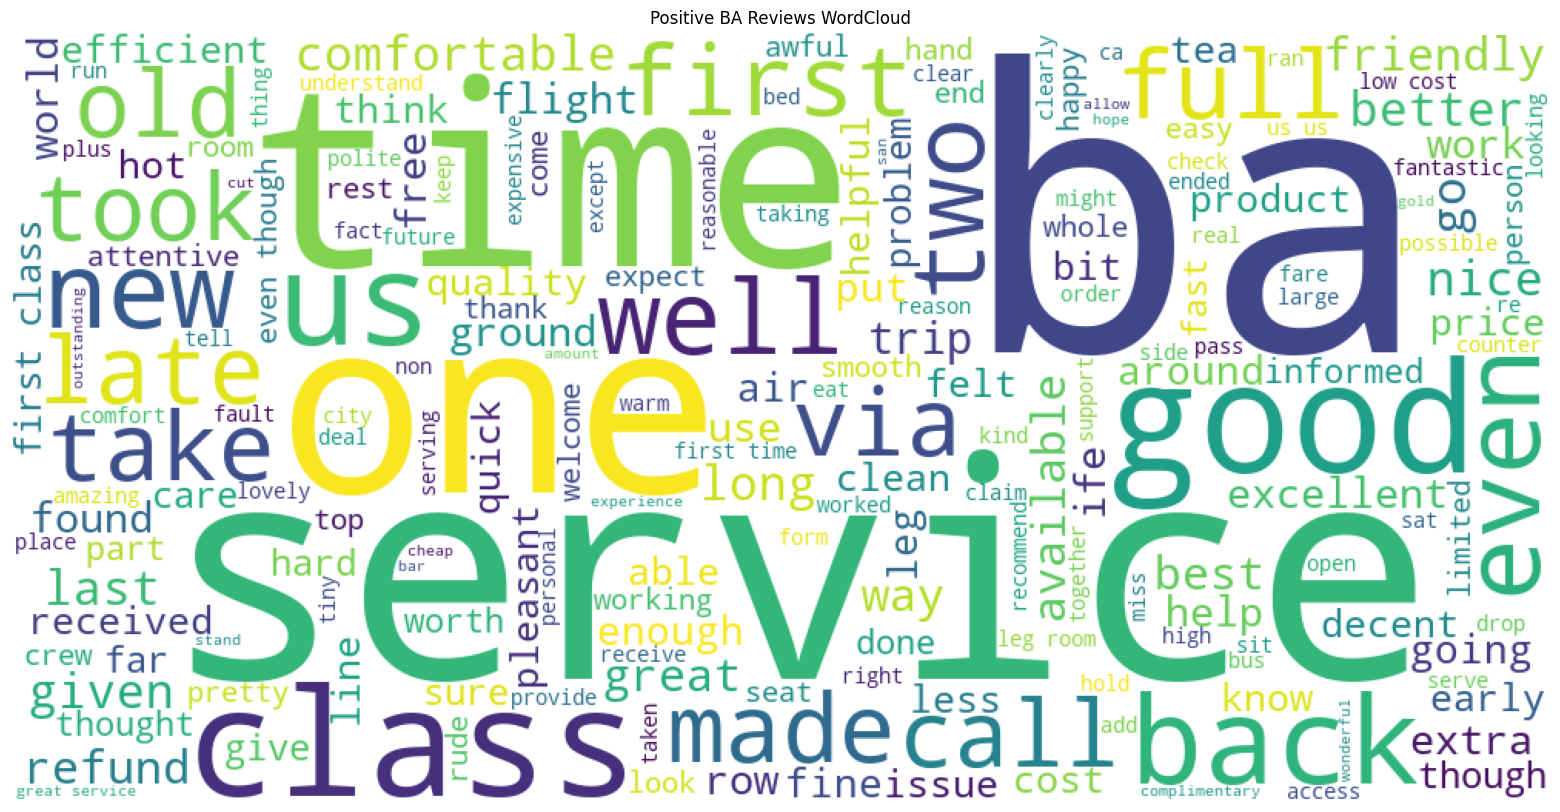 Positive BA Reviews WordCloud
world
efficient
run
old
thing
comfortable
understand
think
flight
first
awful
bed
hand
clear
end
clearly
happy
ca
allow
hope
full
tea
ran
friendly
low cost
better
plus
hot
room
cut
took
attentive
time
polite
rest
fact
future
free
keep
expensive
come
except
reasonable
taking
helpful
problem
san
two
ba
might
whole
bit
order
easy
us us
check
ended
product
real
fare
large
work
fantastic
looking
go
gold
person
possible
nice
re
price
counter
first class
new
outstanding
tell
late
even though
us
quality
expect
thank
ground
amount
well
put
reason
trip
fast
side
pass
smooth
felt
around
informed
comfort
fault
take
one
non
city
deal
serving
quick
welcome
warm
air
eat
use
via
first time
kind
support
available
ife
good
even
amazing
care
lovely
found
place
part
top
experience
long
clean
worked
claim
leg
form
recommend
together
excellent
sat
limited
last
hard
tiny
cheap
bar
service
pleasant
personal
able
working
way
worth
enough
receive
done
leg room
miss
best
help
high
open
sit
bus
decent
drop
received
stand
crew
far
line
given
pretty
sure
provide
great
seat
right
less
hold
add
know
going
serve
early
thought
give
class
rude
taken
look
made
call
row
fine
issue
cost
back
wonderful
extra
though
refund
great service
complimentary
access